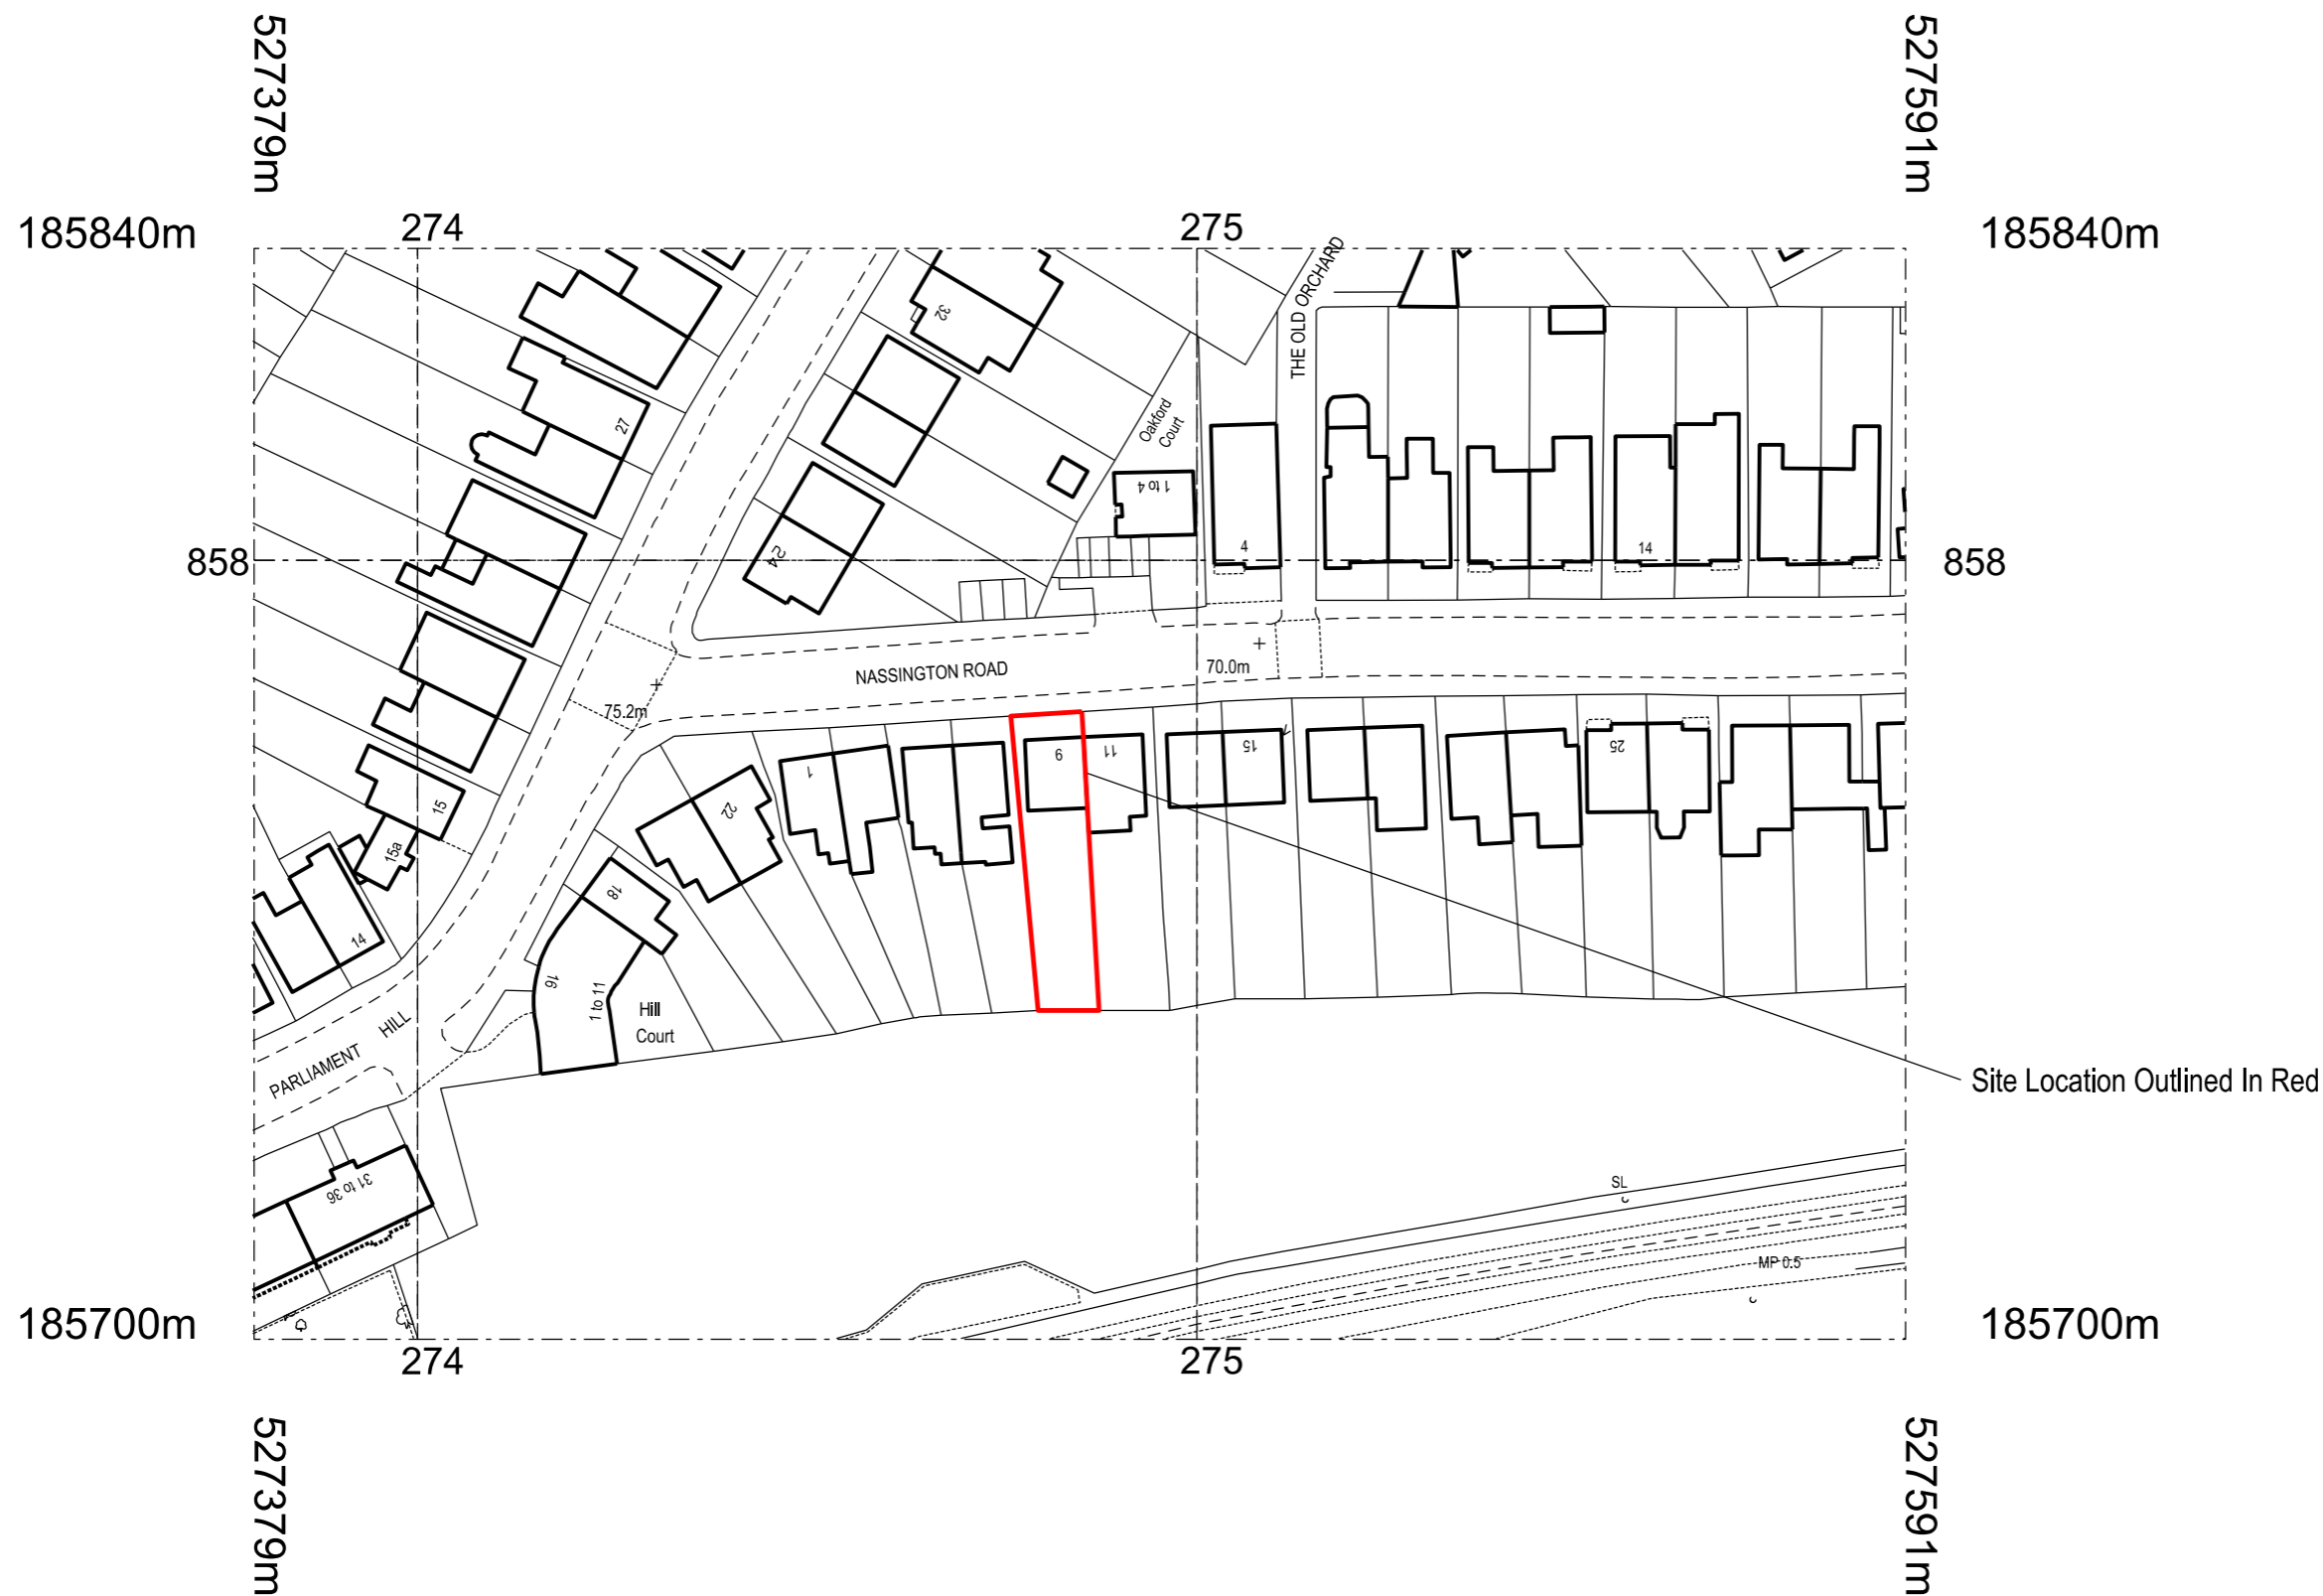 527379m
527591m
185840m
274
275
185840m
THE OLD ORCHARD
32
27
Oakford
Court
1 to 4
858
24
4
14
858
NASSINGTON ROAD
70.0m
75.2m
1
9
11
15
25
22
15
15a
18
14
16
1 to 11
Hill
Court
PARLIAMENT HILL
Site Location Outlined In Red
31 to 36
SL
MP 0.5
185700m
274
275
185700m
527379m
527591m